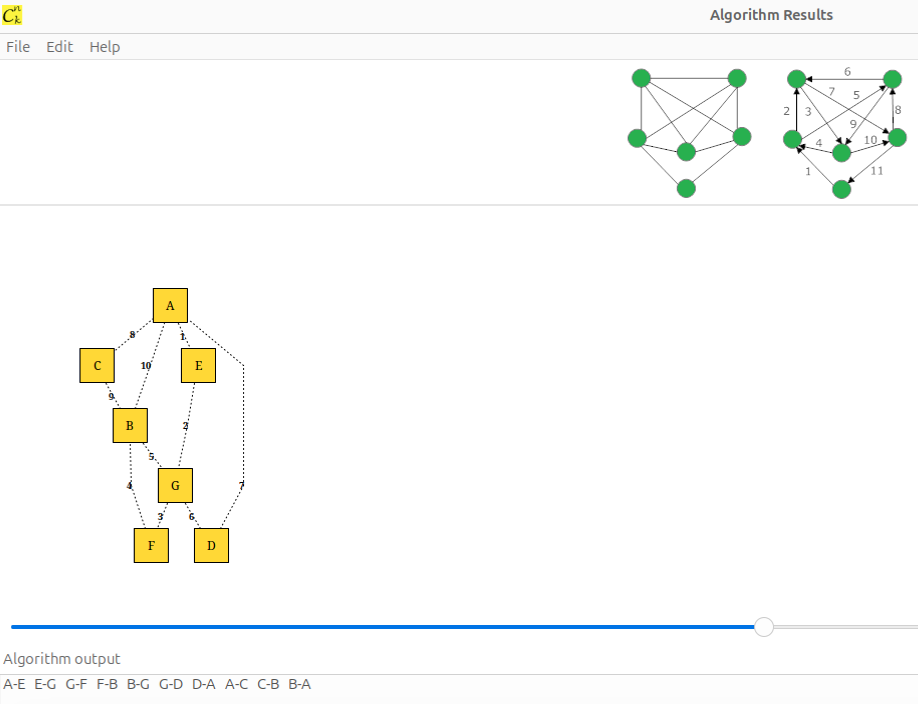 C n k
Algorithm Results
File Edit Help
6
7 5
2 3 8
9
4 10
1 11
A
8 1
C 10 E
9
B 2
5
4 G 7
3 6
F D
Algorithm output
A-E E-G G-F F-B B-G G-D D-A A-C C-B B-A